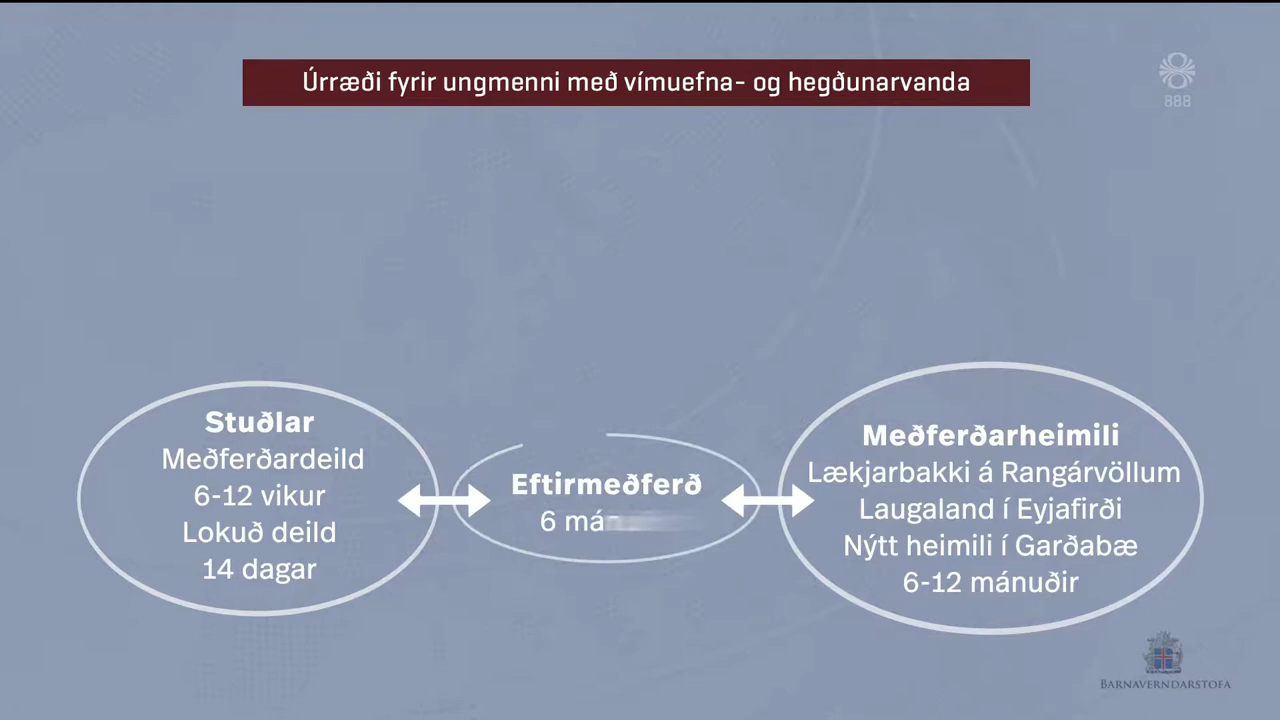 Úrræði fyrir ungmenni með vímuefna- og hegðunarvanda
888
Stuðlar
Meðferðardeild
6-12 vikur
Lokuð deild
14 dagar
Eftirmeðferð
6
Meðferðarheimili
Lækjarbakki á Rangárvöllum
Laugaland í Eyjafirði
Nýtt heimili í Garðabæ
6-12 mánuðir
BARNAVERNDARSTOFA